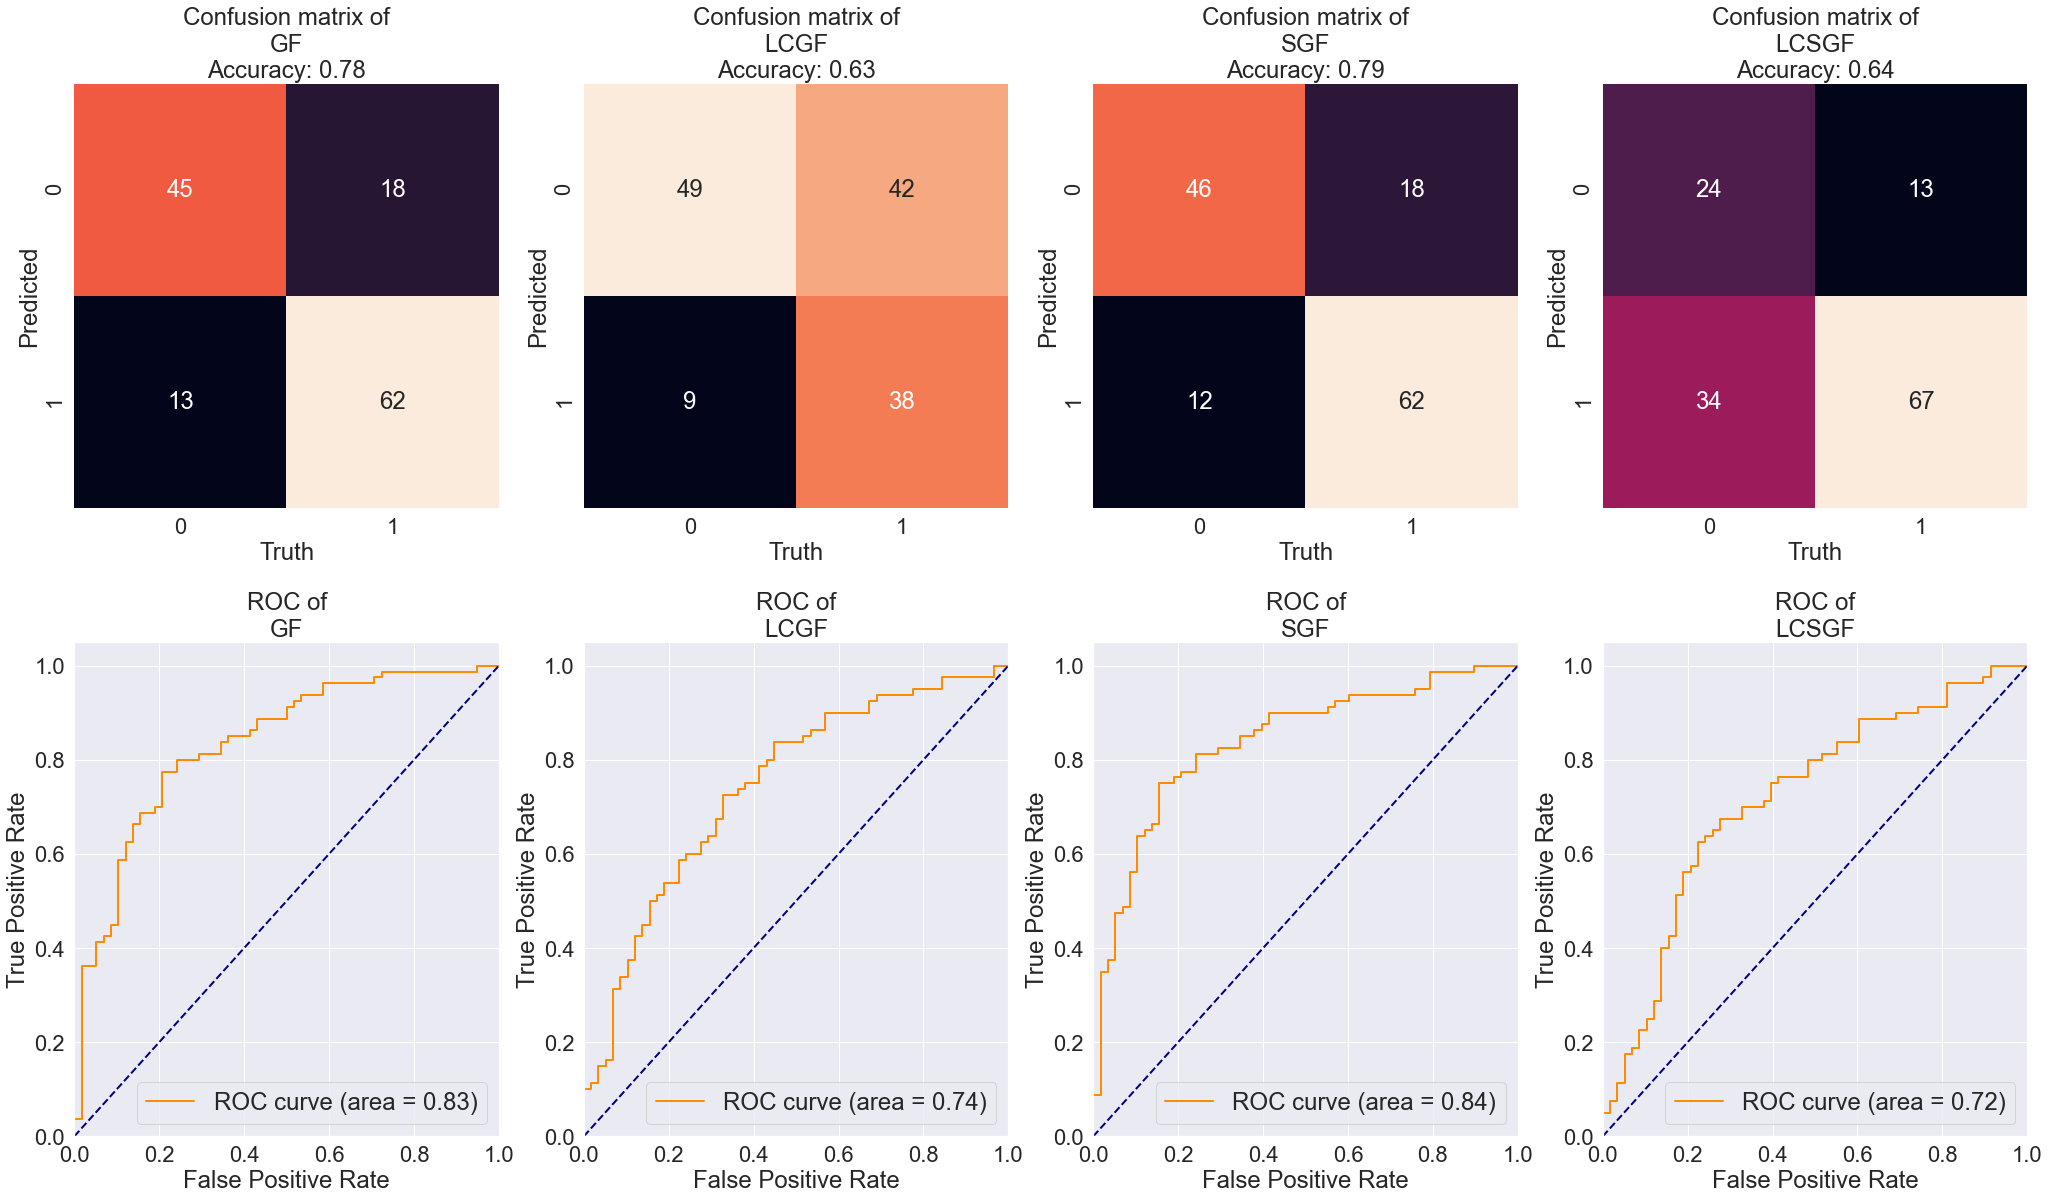 Confusion matrix of
GF
Accuracy: 0.78
Predicted
0
1
45
18
13
62
0
1
Truth
Confusion matrix of
LCGF
Accuracy: 0.63
Predicted
0
1
49
42
9
38
0
1
Truth
Confusion matrix of
SGF
Accuracy: 0.79
Predicted
0
1
46
18
12
62
0
1
Truth
Confusion matrix of
LCSGF
Accuracy: 0.64
Predicted
0
1
24
13
34
67
0
1
Truth
ROC of
GF
True Positive Rate
1.0
0.8
0.6
0.4
0.2
0.0
ROC curve (area = 0.83)
0.0 0.2 0.4 0.6 0.8 1.0
False Positive Rate
ROC of
LCGF
True Positive Rate
1.0
0.8
0.6
0.4
0.2
0.0
ROC curve (area = 0.74)
0.0 0.2 0.4 0.6 0.8 1.0
False Positive Rate
ROC of
SGF
True Positive Rate
1.0
0.8
0.6
0.4
0.2
0.0
ROC curve (area = 0.84)
0.0 0.2 0.4 0.6 0.8 1.0
False Positive Rate
ROC of
LCSGF
True Positive Rate
1.0
0.8
0.6
0.4
0.2
0.0
ROC curve (area = 0.72)
0.0 0.2 0.4 0.6 0.8 1.0
False Positive Rate